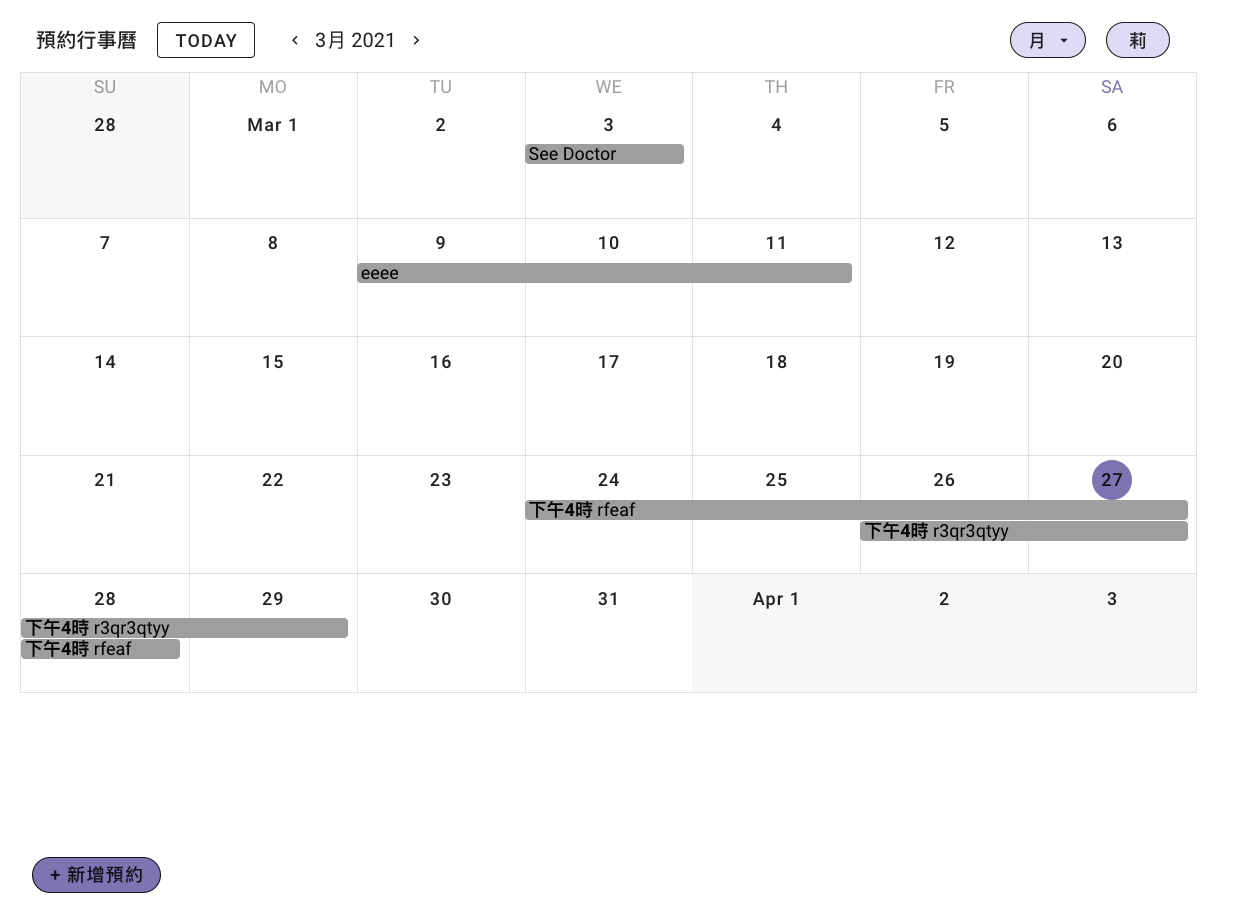 預約行事曆 TODAY 3月 2021 月 莉
SU MO TU WE TH FR SA
28 Mar 1 2 3 4 5 6
See Doctor
7 8 9 10 11 12 13
eeee
14 15 16 17 18 19 20
21 22 23 24 25 26 27
下午4時 rfeaf
下午4時 r3qr3qtyy
28 29 30 31 Apr 1 2 3
下午4時 r3qr3qtyy
下午4時 rfeaf
+ 新增預約